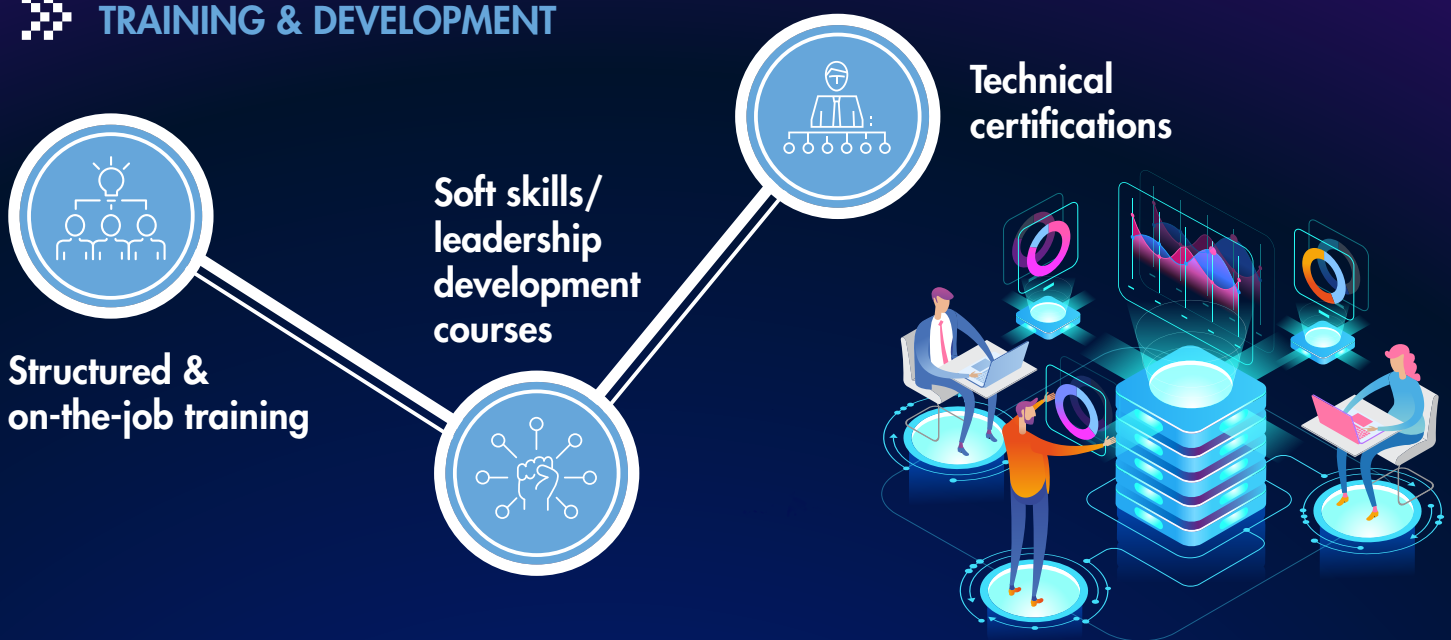 TRAINING & DEVELOPMENT
Structured &
on-the-job training
Soft skills/
leadership
development
courses
Technical
certifications